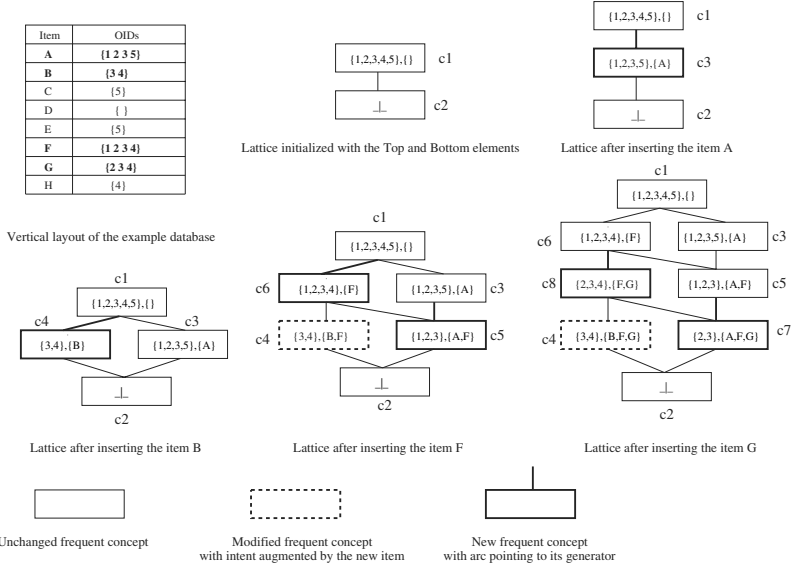 Item OIDs
A {1 2 3 5}
B {3 4}
C {5}
D { }
E {5}
F {1 2 3 4}
G {2 3 4}
H {4}
Vertical layout of the example database
{1,2,3,4,5},{} c1
⊥ c2
Lattice initialized with the Top and Bottom elements
{1,2,3,4,5},{} c1
{1,2,3,5},{A} c3
⊥ c2
Lattice after inserting the item A
c1
{1,2,3,4,5},{}
c4 c3
{3,4},{B} {1,2,3,5},{A}
⊥
c2
Lattice after inserting the item B
c1
{1,2,3,4,5},{}
c6 {1,2,3,4},{F} {1,2,3,5},{A} c3
c4 {3,4},{B,F} {1,2,3},{A,F} c5
⊥
c2
Lattice after inserting the item F
c1
{1,2,3,4,5},{}
c6 {1,2,3,4},{F} {1,2,3,5},{A} c3
c8 {2,3,4},{F,G} {1,2,3},{A,F} c5
c4 {3,4},{B,F,G} {2,3},{A,F,G} c7
⊥
c2
Lattice after inserting the item G
Unchanged frequent concept
Modified frequent concept
with intent augmented by the new item
New frequent concept
with arc pointing to its generator